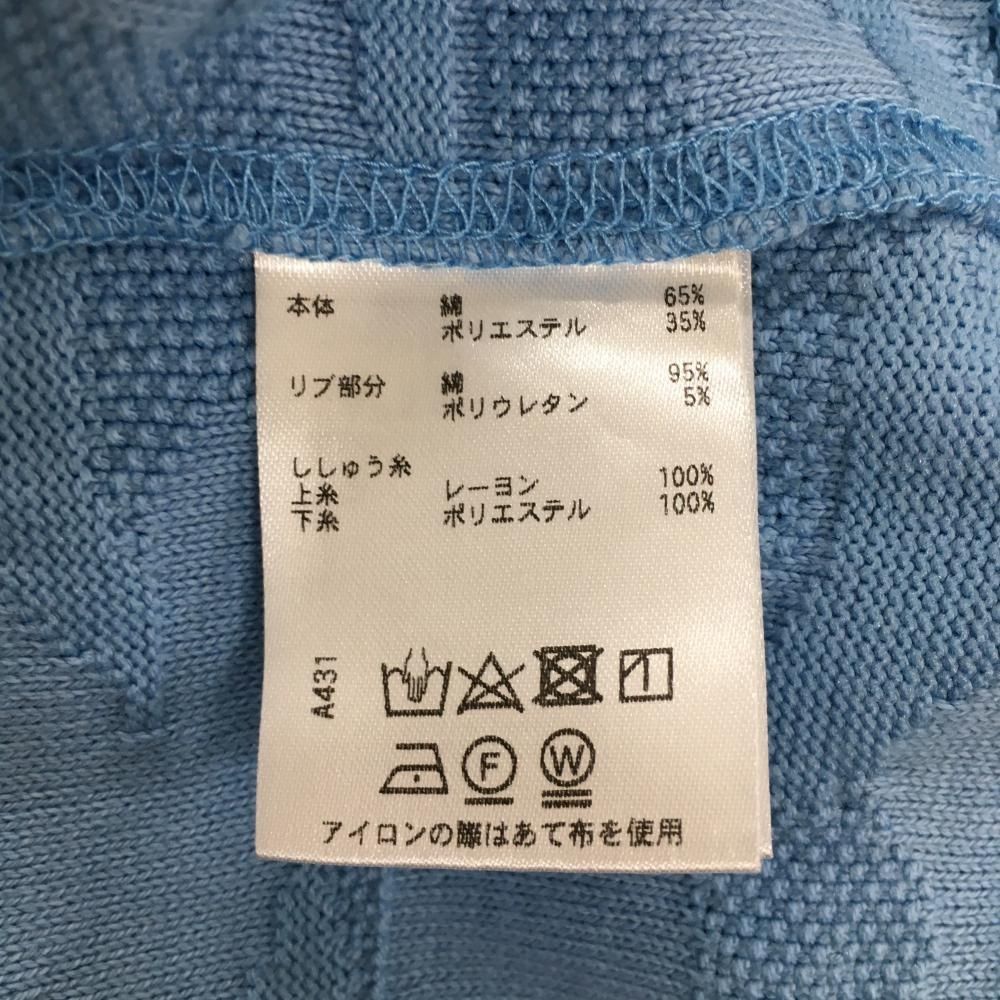 本体 綿 65%
ポリエステル 35%
リブ部分 綿 95%
ポリウレタン 5%
ししゅう糸
上糸 レーヨン 100%
下糸 ポリエステル 100%
A431
F W
アイロンの際はあて布を使用